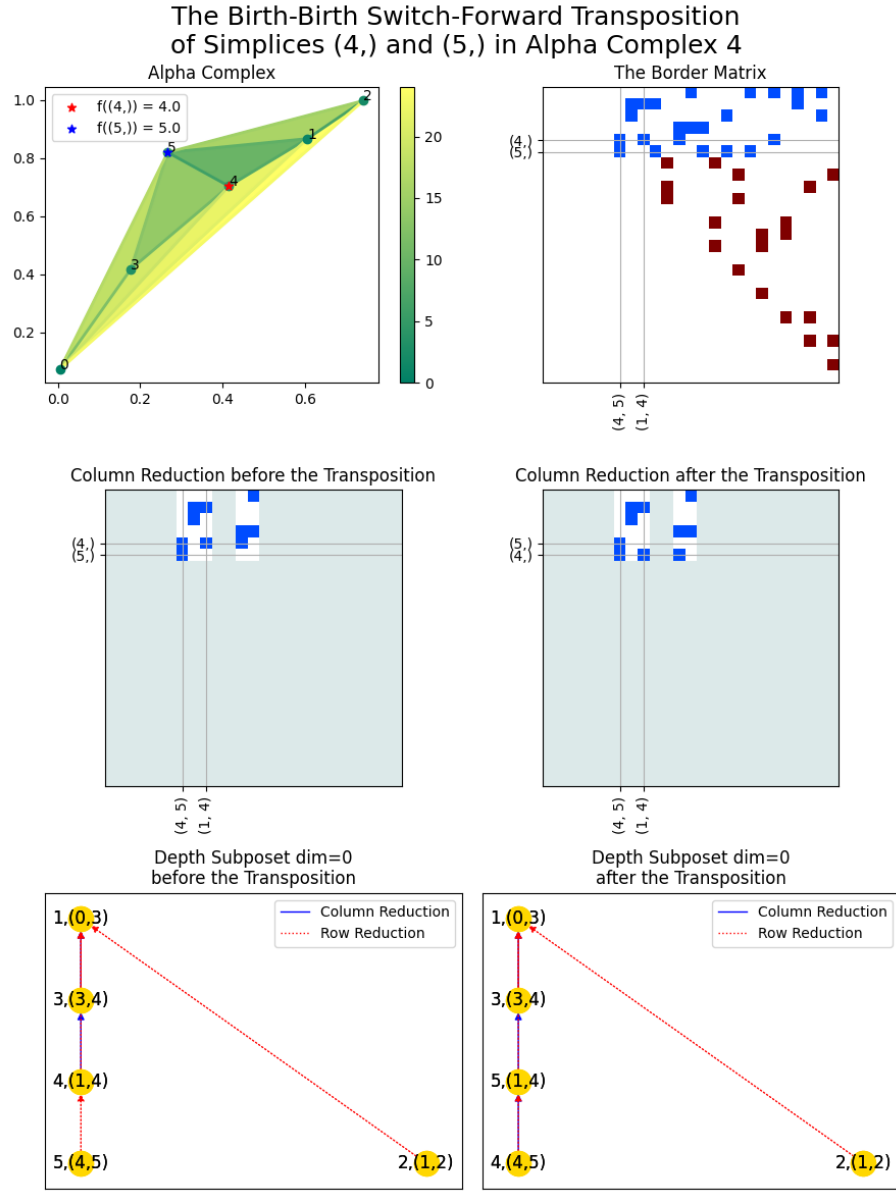 The Birth-Birth Switch-Forward Transposition
of Simplices (4,) and (5,) in Alpha Complex 4
Alpha Complex
1.0
0.8
0.6
0.4
0.2
0.0
0.2
0.4
0.6
f((4,)) = 4.0
f((5,)) = 5.0
0
1
2
3
4
5
20
15
10
5
0
The Border Matrix
(4,)
(5,)
(4, 5)
(1, 4)
Column Reduction before the Transposition
(4,)
(5,)
(4, 5)
(1, 4)
Column Reduction after the Transposition
(5,)
(4,)
(4, 5)
(1, 4)
Depth Subposet dim=0
before the Transposition
Column Reduction
Row Reduction
1,(0,3)
3,(3,4)
4,(1,4)
5,(4,5)
2,(1,2)
Depth Subposet dim=0
after the Transposition
Column Reduction
Row Reduction
1,(0,3)
3,(3,4)
5,(1,4)
4,(4,5)
2,(1,2)